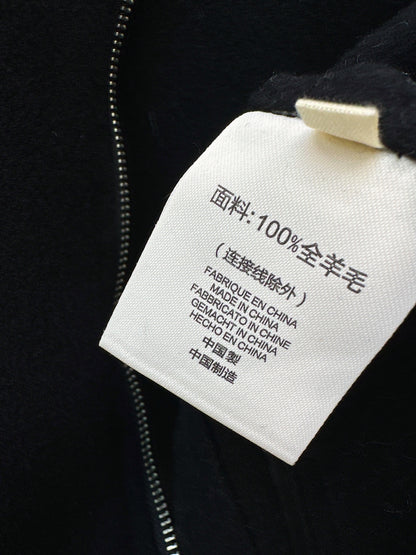 面料:100%全羊毛
(连接线除外)
FABRIQUE EN CHINA
MADE IN CHINA
FABBRICATO IN CHINE
GEMACHT IN CHINA
HECHO EN CHINA
中国製
中国制造